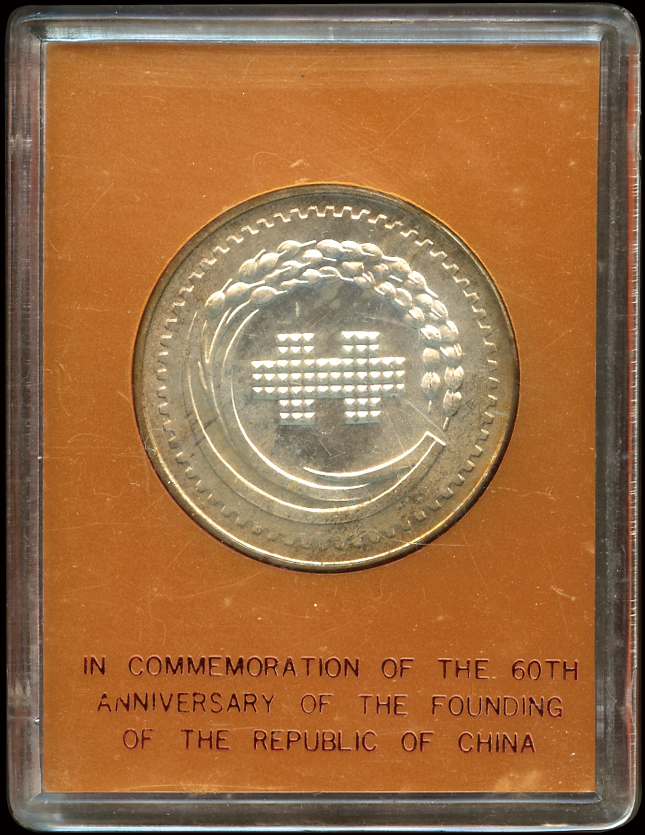 IN COMMEMORATION OF THE 60TH
ANNIVERSARY OF THE FOUNDING
OF THE REPUBLIC OF CHINA